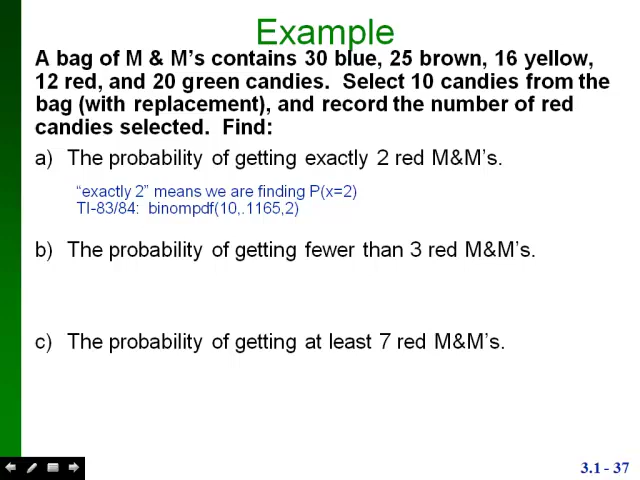 Example
A bag of M & M’s contains 30 blue, 25 brown, 16 yellow,
12 red, and 20 green candies.  Select 10 candies from the
bag (with replacement), and record the number of red
candies selected.  Find:
a)  The probability of getting exactly 2 red M&M’s.
“exactly 2” means we are finding P(x=2)
TI-83/84:  binompdf(10,.1165,2)
b)  The probability of getting fewer than 3 red M&M’s.
c)  The probability of getting at least 7 red M&M’s.
3.1 - 37